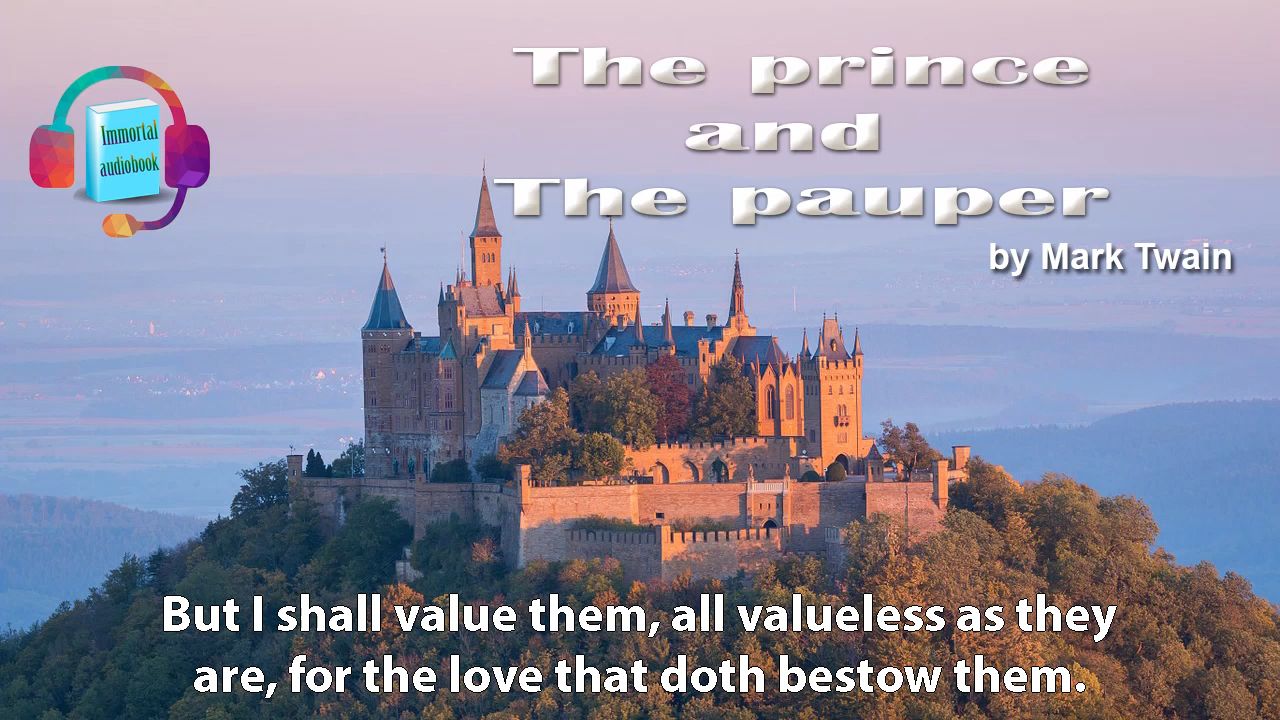 Immortal
audiobook
The prince
and
The pauper
by Mark Twain
But I shall value them, all valueless as they
are, for the love that doth bestow them.